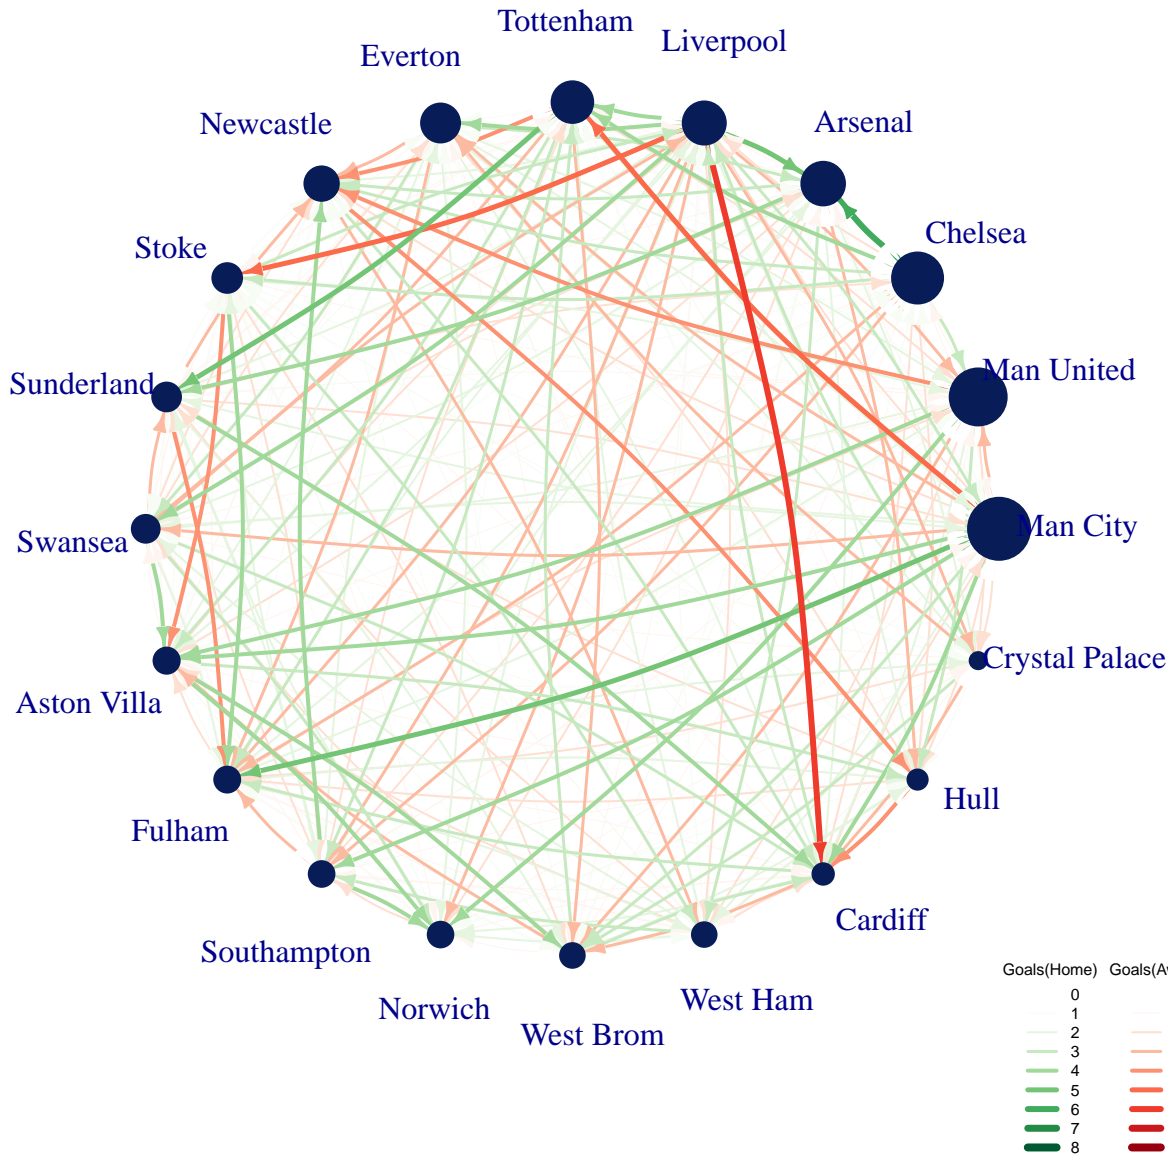 Tottenham
Liverpool
Everton
Newcastle
Arsenal
Stoke
Chelsea
Sunderland
Man United
Swansea
Man City
Aston Villa
Crystal Palace
Fulham
Hull
Southampton
Cardiff
Norwich
West Ham
West Brom
Goals(Home) Goals(A
0
1
2
3
4
5
6
7
8